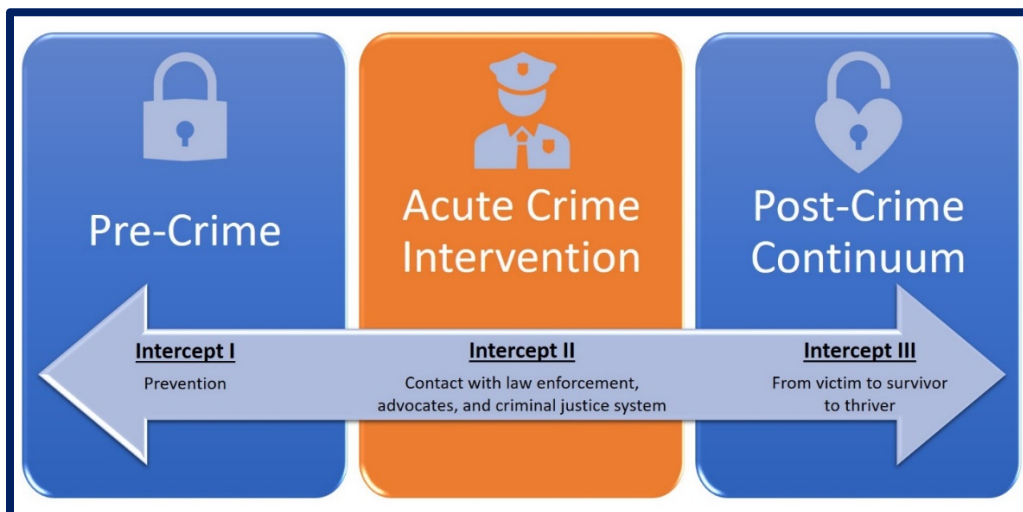 Pre-Crime
Acute Crime
Intervention
Post-Crime
Continuum
Intercept I
Prevention
Intercept II
Contact with law enforcement,
advocates, and criminal justice system
Intercept III
From victim to survivor
to thriver